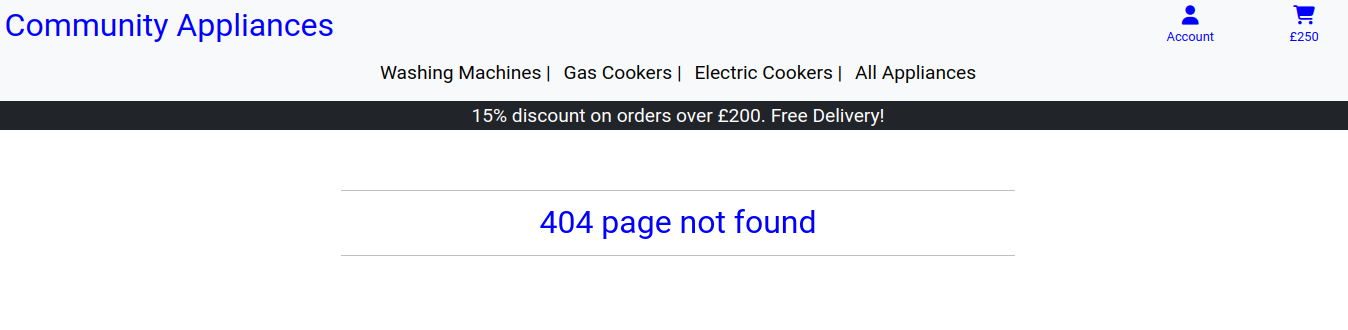 Community Appliances
Account
£250
Washing Machines | Gas Cookers | Electric Cookers | All Appliances
15% discount on orders over £200. Free Delivery!
404 page not found